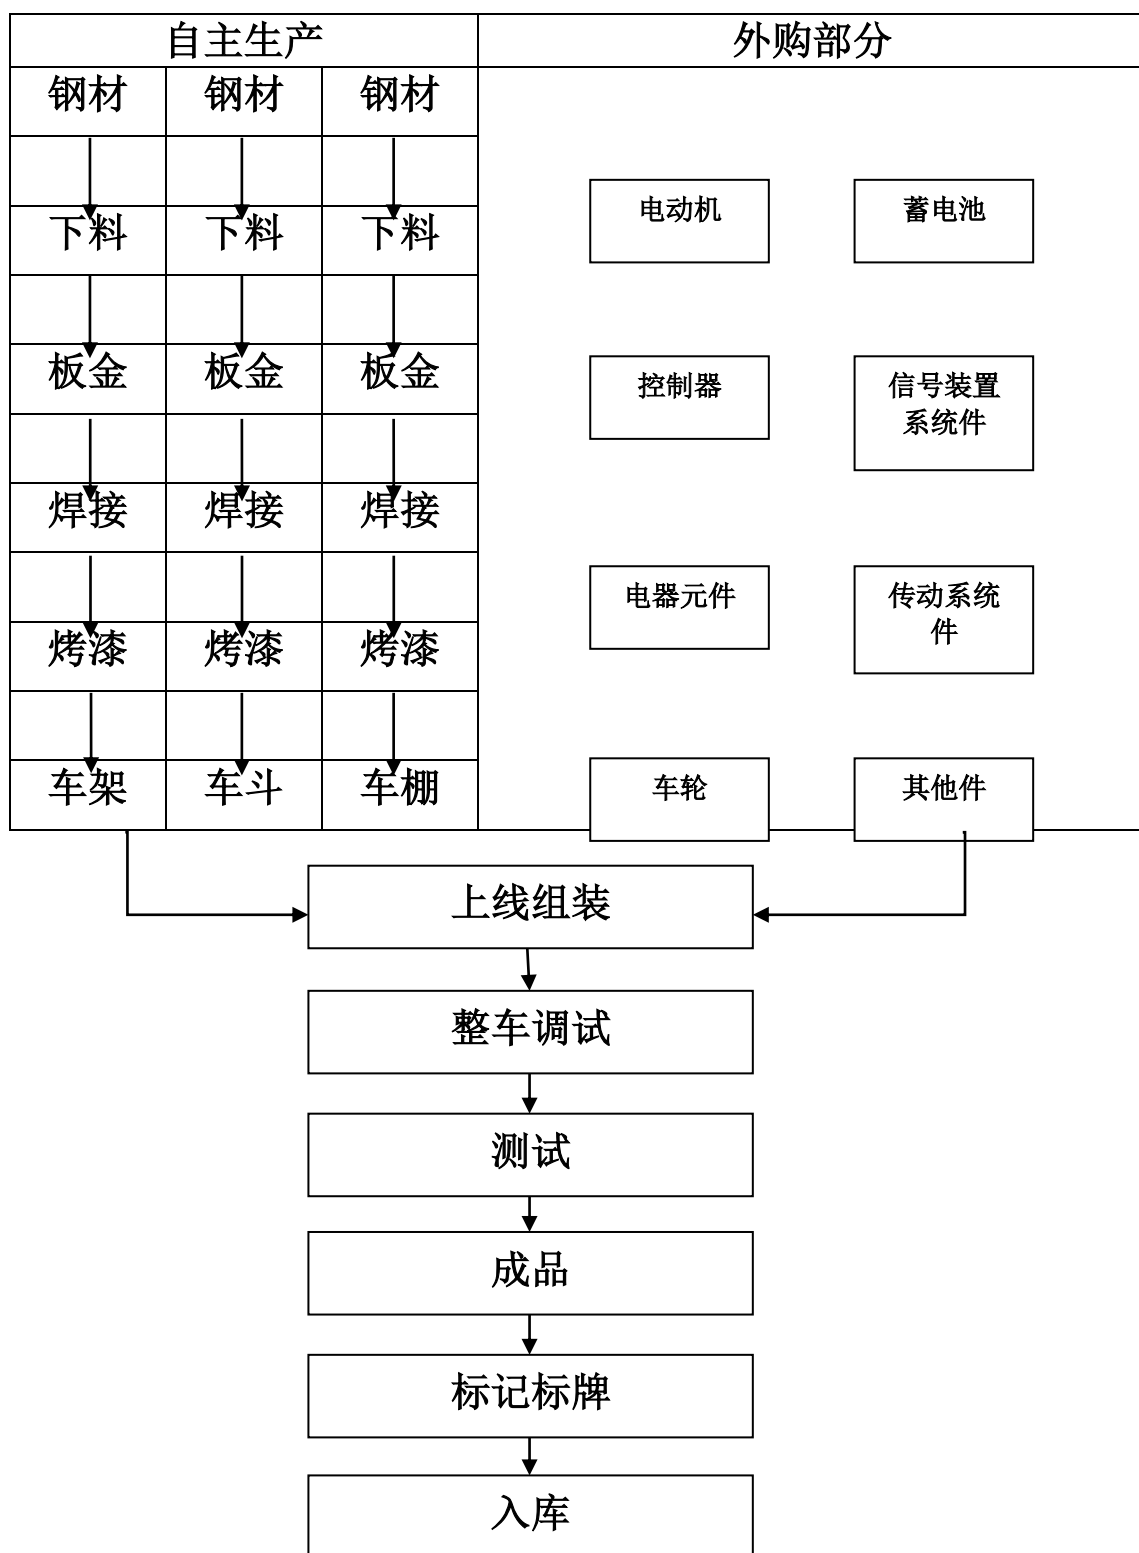 自主生产 外购部分
钢材 钢材 钢材
电动机 蓄电池
下料 下料 下料
板金 板金 板金
控制器 信号装置
系统件
焊接 焊接 焊接
电器元件 传动系统
件
烤漆 烤漆 烤漆
车架 车斗 车棚 车轮 其他件
上线组装
整车调试
测试
成品
标记标牌
入库